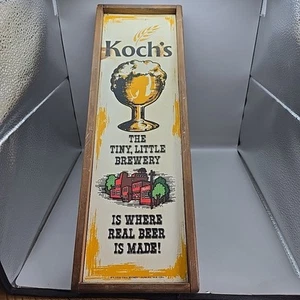 Koch's
THE
TINY, LITTLE
BREWERY
IS WHERE
REAL BEER
IS MADE!